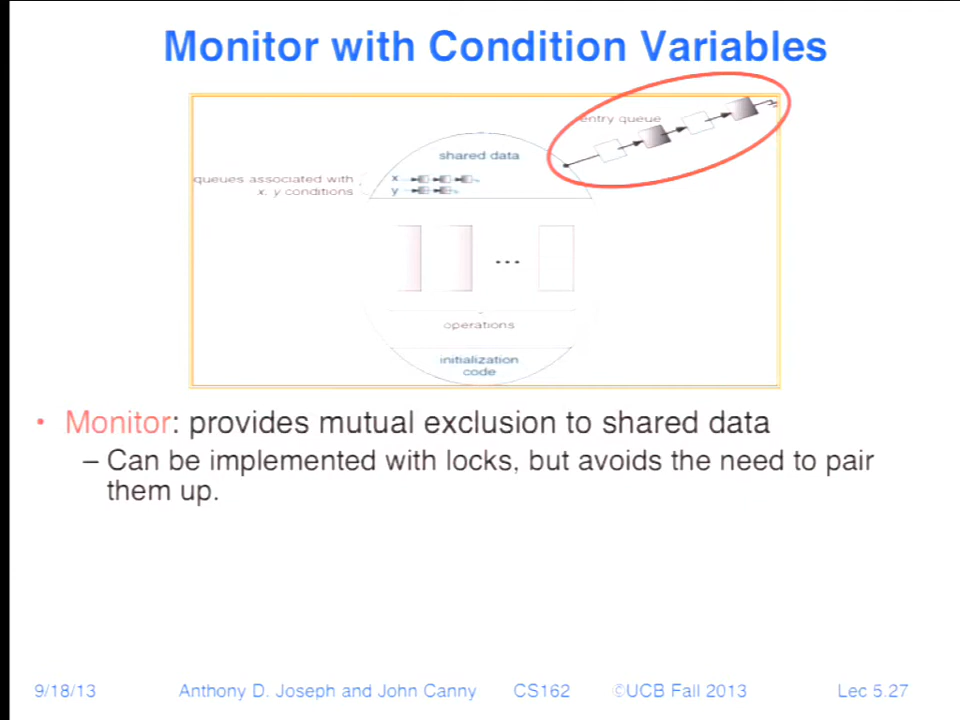 Monitor with Condition Variables
entry queue
shared data
queues associated with
x, y conditions
x
y
...
operations
initialization
code
• Monitor: provides mutual exclusion to shared data
– Can be implemented with locks, but avoids the need to pair
them up.
9/18/13 Anthony D. Joseph and John Canny CS162 ©UCB Fall 2013 Lec 5.27